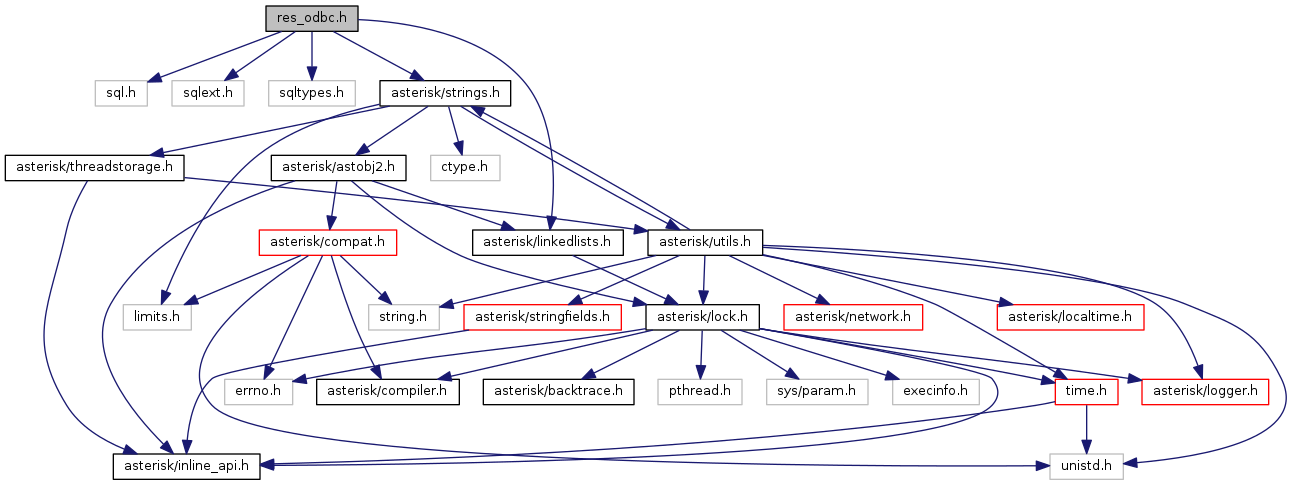 res_odbc.h
sql.h
sqlext.h
sqltypes.h
asterisk/strings.h
asterisk/threadstorage.h
asterisk/astobj2.h
ctype.h
asterisk/compat.h
asterisk/linkedlists.h
asterisk/utils.h
limits.h
string.h
asterisk/stringfields.h
asterisk/lock.h
asterisk/network.h
asterisk/localtime.h
errno.h
asterisk/compiler.h
asterisk/backtrace.h
pthread.h
sys/param.h
execinfo.h
time.h
asterisk/logger.h
asterisk/inline_api.h
unistd.h